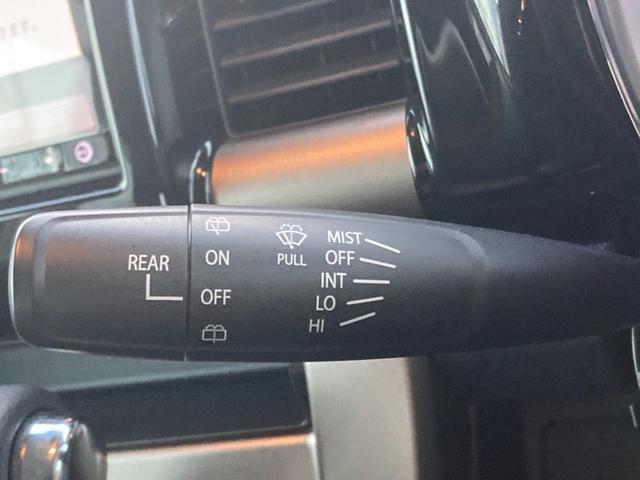 REAR
ON
OFF
PULL
MIST
OFF
INT
LO
HI